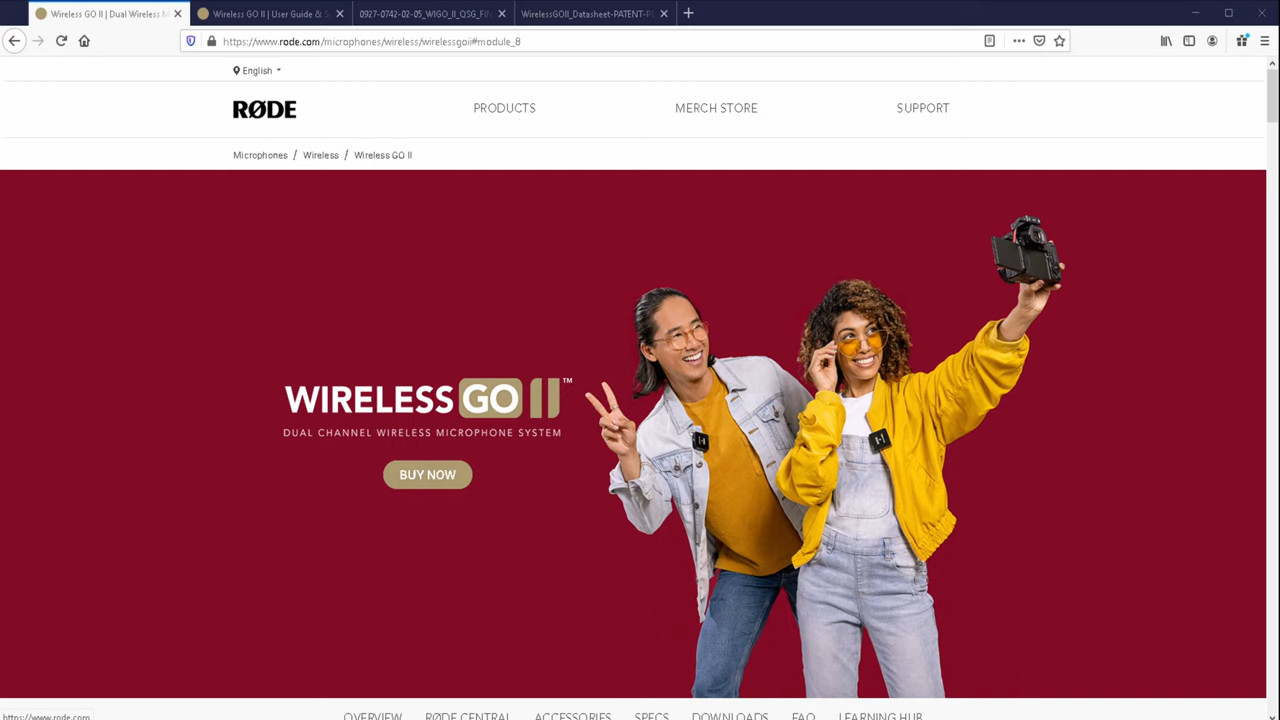 Wireless GO II | Dual Wireless M
Wireless GO II | User Guide & S
0927-0742-02-05_WIGO_II_QSG_FIN
WirelessGOII_Datasheet-PATENT-PE
https://www.rode.com/microphones/wireless/wirelessgoii#module_8
English
RØDE
PRODUCTS
MERCH STORE
SUPPORT
Microphones / Wireless / Wireless GO II
WIRELESS GO II™
DUAL CHANNEL WIRELESS MICROPHONE SYSTEM
BUY NOW
OVERVIEW
RØDE CENTRAL
ACCESSORIES
SPECS
DOWNLOADS
FAQ
LEARNING HUB
https://www.rode.com